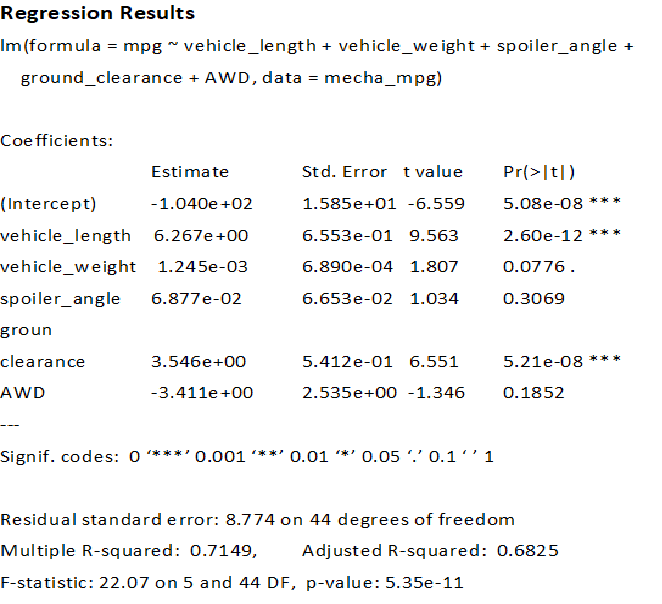 Regression Results
lm(formula = mpg ~ vehicle_length + vehicle_weight + spoiler_angle +
ground_clearance + AWD, data = mecha_mpg)
Coefficients:
Estimate Std. Error t value Pr(>|t|)
(Intercept) -1.040e+02 1.585e+01 -6.559 5.08e-08 ***
vehicle_length 6.267e+00 6.553e-01 9.563 2.60e-12 ***
vehicle_weight 1.245e-03 6.890e-04 1.807 0.0776 .
spoiler_angle 6.877e-02 6.653e-02 1.034 0.3069
groun
clearance 3.546e+00 5.412e-01 6.551 5.21e-08 ***
AWD -3.411e+00 2.535e+00 -1.346 0.1852
---
Signif. codes: 0 ‘***’ 0.001 ‘**’ 0.01 ‘*’ 0.05 ‘.’ 0.1 ‘ ’ 1
Residual standard error: 8.774 on 44 degrees of freedom
Multiple R-squared: 0.7149, Adjusted R-squared: 0.6825
F-statistic: 22.07 on 5 and 44 DF, p-value: 5.35e-11